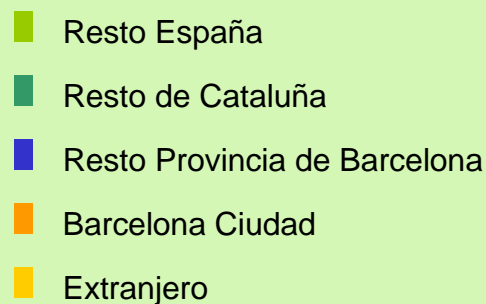 Resto España
Resto de Cataluña
Resto Provincia de Barcelona
Barcelona Ciudad
Extranjero